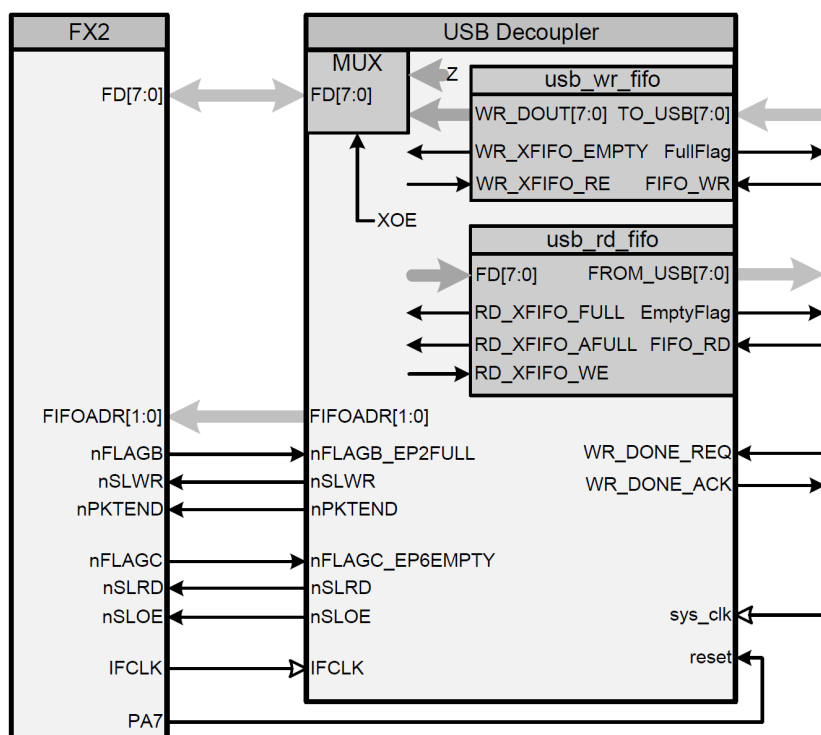 FX2
USB Decoupler
MUX
FD[7:0]
FD[7:0]
Z
XOE
usb_wr_fifo
WR_DOUT[7:0] TO_USB[7:0]
WR_XFIFO_EMPTY FullFlag
WR_XFIFO_RE FIFO_WR
usb_rd_fifo
FD[7:0] FROM_USB[7:0]
RD_XFIFO_FULL EmptyFlag
RD_XFIFO_AFULL FIFO_RD
RD_XFIFO_WE
FIFOADR[1:0] FIFOADR[1:0]
nFLAGB nFLAGB_EP2FULL WR_DONE_REQ
nSLWR nSLWR WR_DONE_ACK
nPKTEND nPKTEND
nFLAGC nFLAGC_EP6EMPTY
nSLRD nSLRD
nSLOE nSLOE sys_clk
IFCLK IFCLK reset
PA7